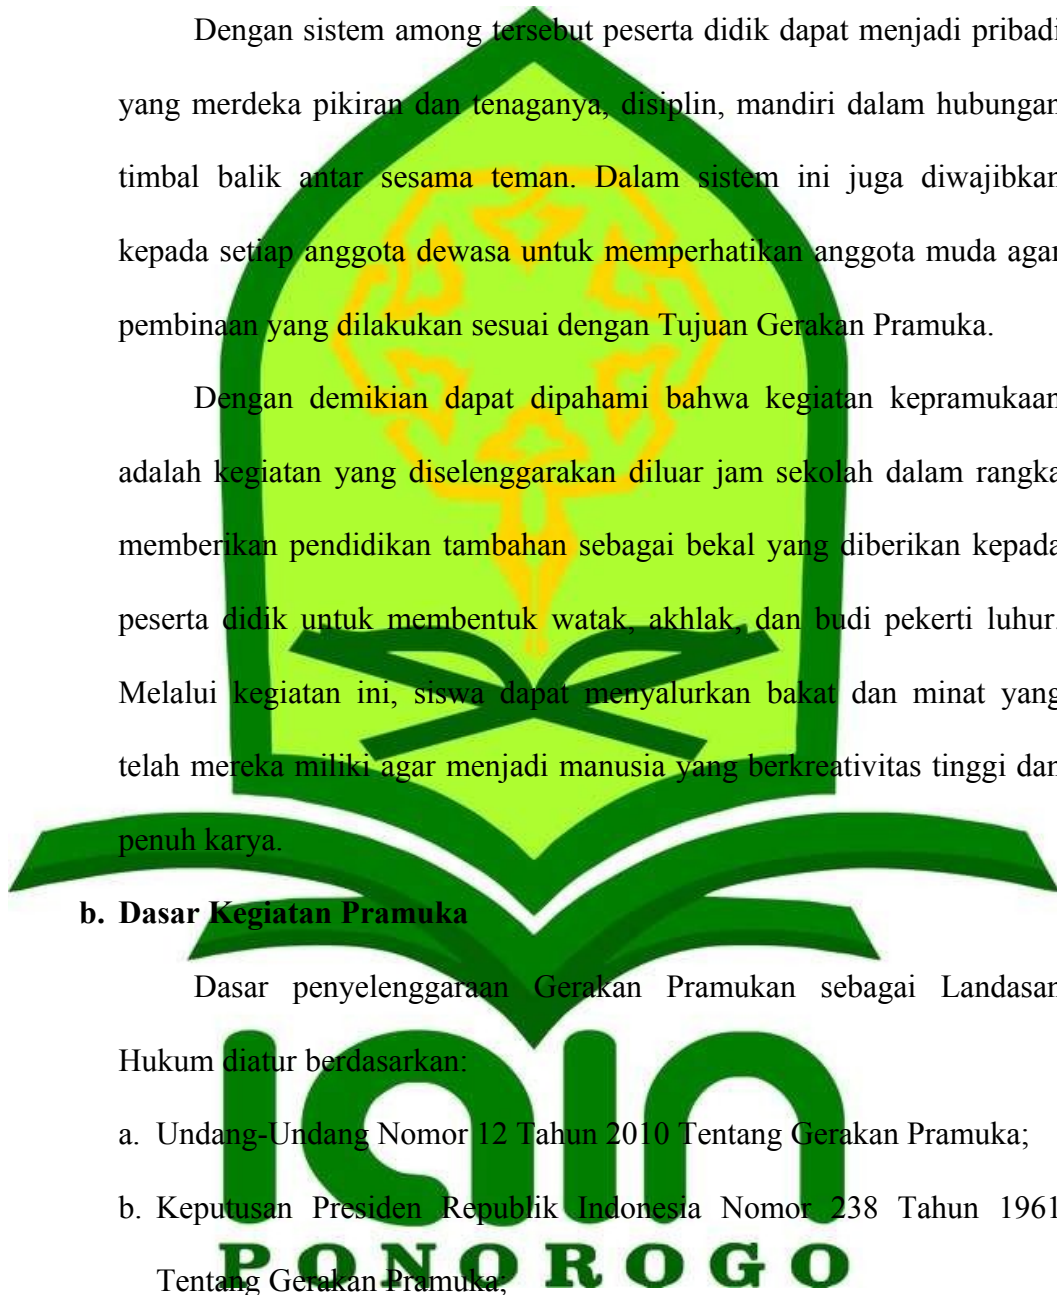 Dengan sistem among tersebut peserta didik dapat menjadi pribadi
yang merdeka pikiran dan tenaganya, disiplin, mandiri dalam hubungan
timbal balik antar sesama teman. Dalam sistem ini juga diwajibkan
kepada setiap anggota dewasa untuk memperhatikan anggota muda agar
pembinaan yang dilakukan sesuai dengan Tujuan Gerakan Pramuka.
Dengan demikian dapat dipahami bahwa kegiatan kepramukaan
adalah kegiatan yang diselenggarakan diluar jam sekolah dalam rangka
memberikan pendidikan tambahan sebagai bekal yang diberikan kepada
peserta didik untuk membentuk watak, akhlak, dan budi pekerti luhur.
Melalui kegiatan ini, siswa dapat menyalurkan bakat dan minat yang
telah mereka miliki agar menjadi manusia yang berkreativitas tinggi dan
penuh karya.
b. Dasar Kegiatan Pramuka
Dasar penyelenggaraan Gerakan Pramukan sebagai Landasan
Hukum diatur berdasarkan:
a. Undang-Undang Nomor 12 Tahun 2010 Tentang Gerakan Pramuka;
b. Keputusan Presiden Republik Indonesia Nomor 238 Tahun 1961
Tentang Gerakan Pramuka;
iain
PONOROGO